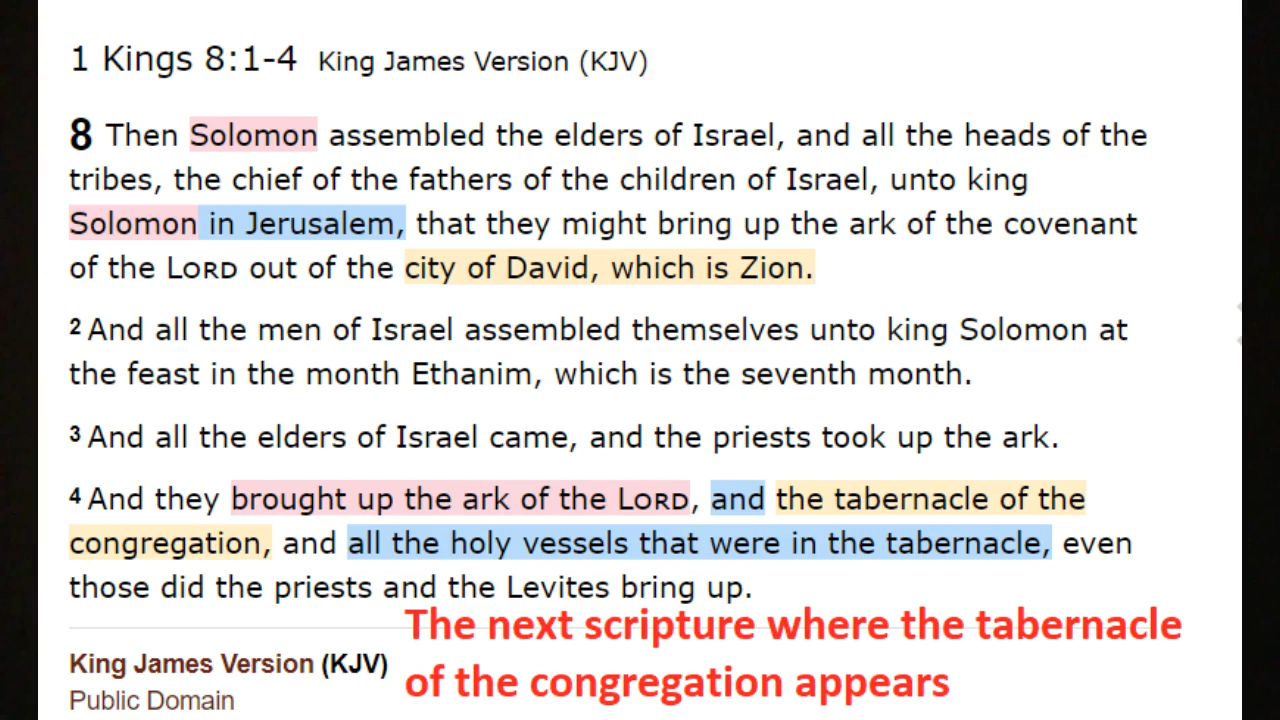 1 Kings 8:1-4 King James Version (KJV)
8 Then Solomon assembled the elders of Israel, and all the heads of the
tribes, the chief of the fathers of the children of Israel, unto king
Solomon in Jerusalem, that they might bring up the ark of the covenant
of the LORD out of the city of David, which is Zion.
2 And all the men of Israel assembled themselves unto king Solomon at
the feast in the month Ethanim, which is the seventh month.
3 And all the elders of Israel came, and the priests took up the ark.
4 And they brought up the ark of the LORD, and the tabernacle of the
congregation, and all the holy vessels that were in the tabernacle, even
those did the priests and the Levites bring up.
The next scripture where the tabernacle
of the congregation appears
King James Version (KJV)
Public Domain